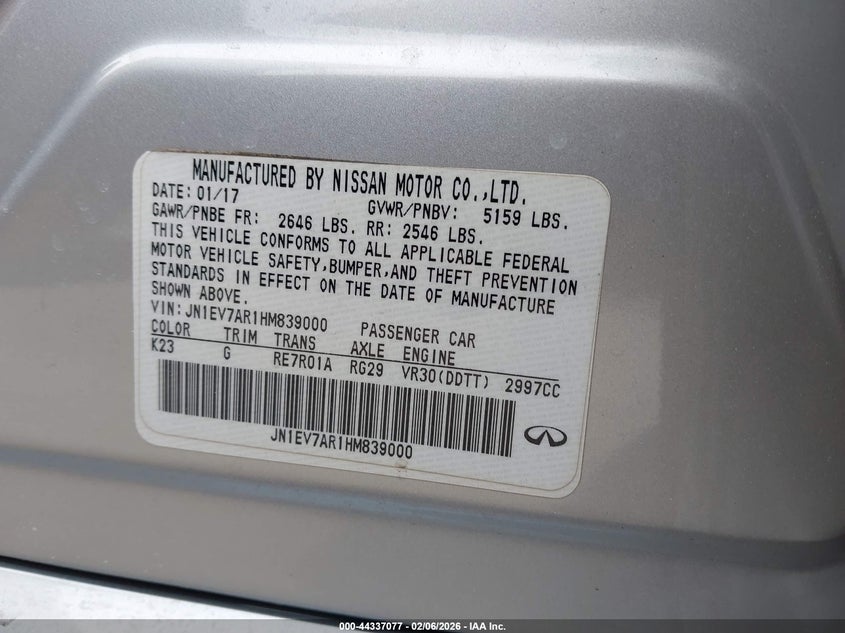 MANUFACTURED BY NISSAN MOTOR CO.,LTD.
DATE: 01/17 GVWR/PNBV: 5159 LBS.
GAWR/PNBE FR: 2646 LBS. RR: 2546 LBS.
THIS VEHICLE CONFORMS TO ALL APPLICABLE FEDERAL
MOTOR VEHICLE SAFETY,BUMPER,AND THEFT PREVENTION
STANDARDS IN EFFECT ON THE DATE OF MANUFACTURE
SHOWN ABOVE.
VIN:JN1EV7AR1HM839000 PASSENGER CAR
COLOR TRIM TRANS AXLE ENGINE
K23 G RE7R01A RG29 VR30(DDTT) 2997CC
JN1EV7AR1HM839000
000-44337077 - 02/06/2026 - IAA Inc.